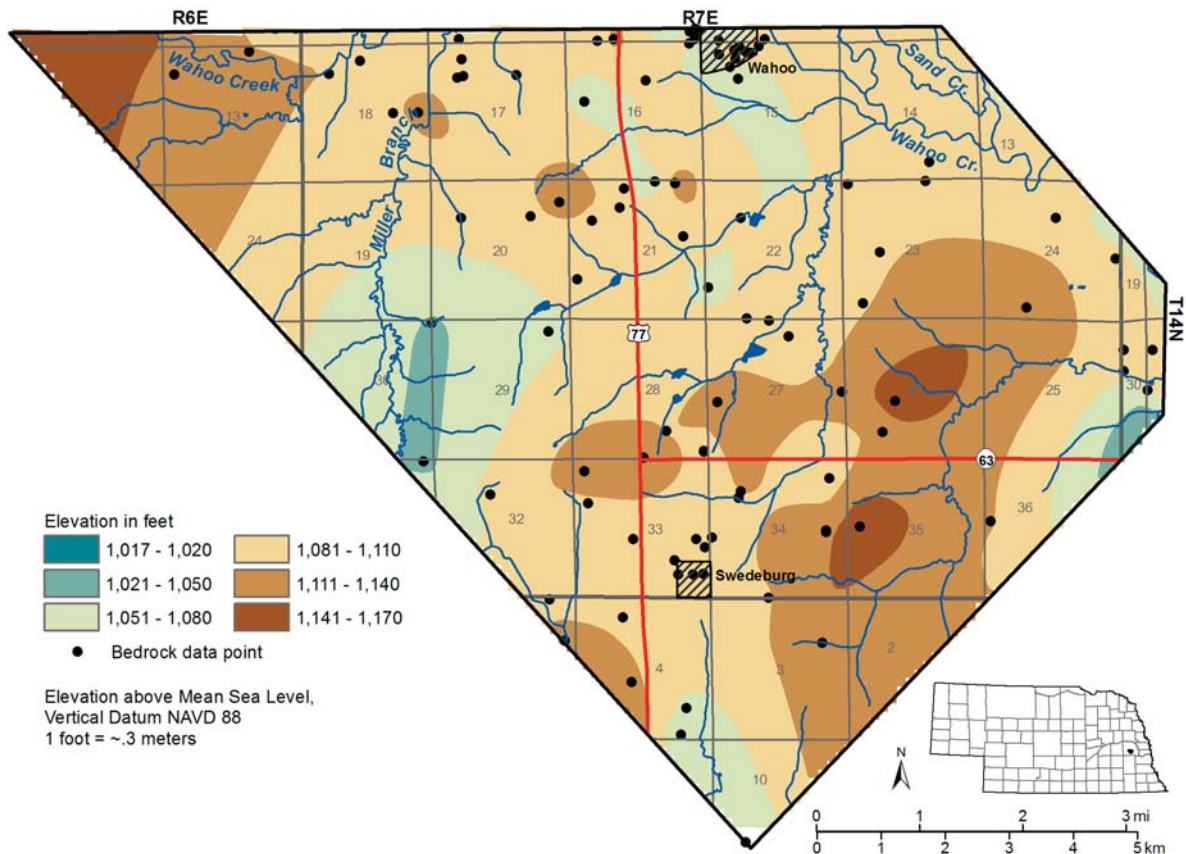 R6E
R7E
Wahoo Creek
Wahoo
Sand Cr.
13
18
17
16
15
14
13
Miller Branch
Wahoo Cr.
24
19
20
21
22
23
24
19
T14N
77
30
29
28
27
25
30
63
32
33
34
35
36
Swedeburg
4
3
2
10
Elevation in feet
1,017 - 1,020
1,081 - 1,110
1,021 - 1,050
1,111 - 1,140
1,051 - 1,080
1,141 - 1,170
Bedrock data point
Elevation above Mean Sea Level,
Vertical Datum NAVD 88
1 foot = ~.3 meters
N
0 1 2 3 mi
0 1 2 3 4 5 km